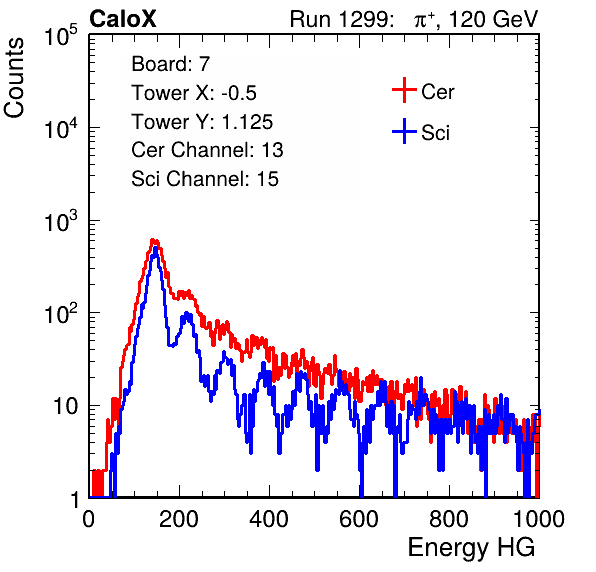 CaloX Run 1299: π⁺, 120 GeV
Counts
10⁵
10⁴
10³
10²
10
1
Board: 7
Tower X: -0.5
Tower Y: 1.125
Cer Channel: 13
Sci Channel: 15
Cer
Sci
0 200 400 600 800 1000
Energy HG